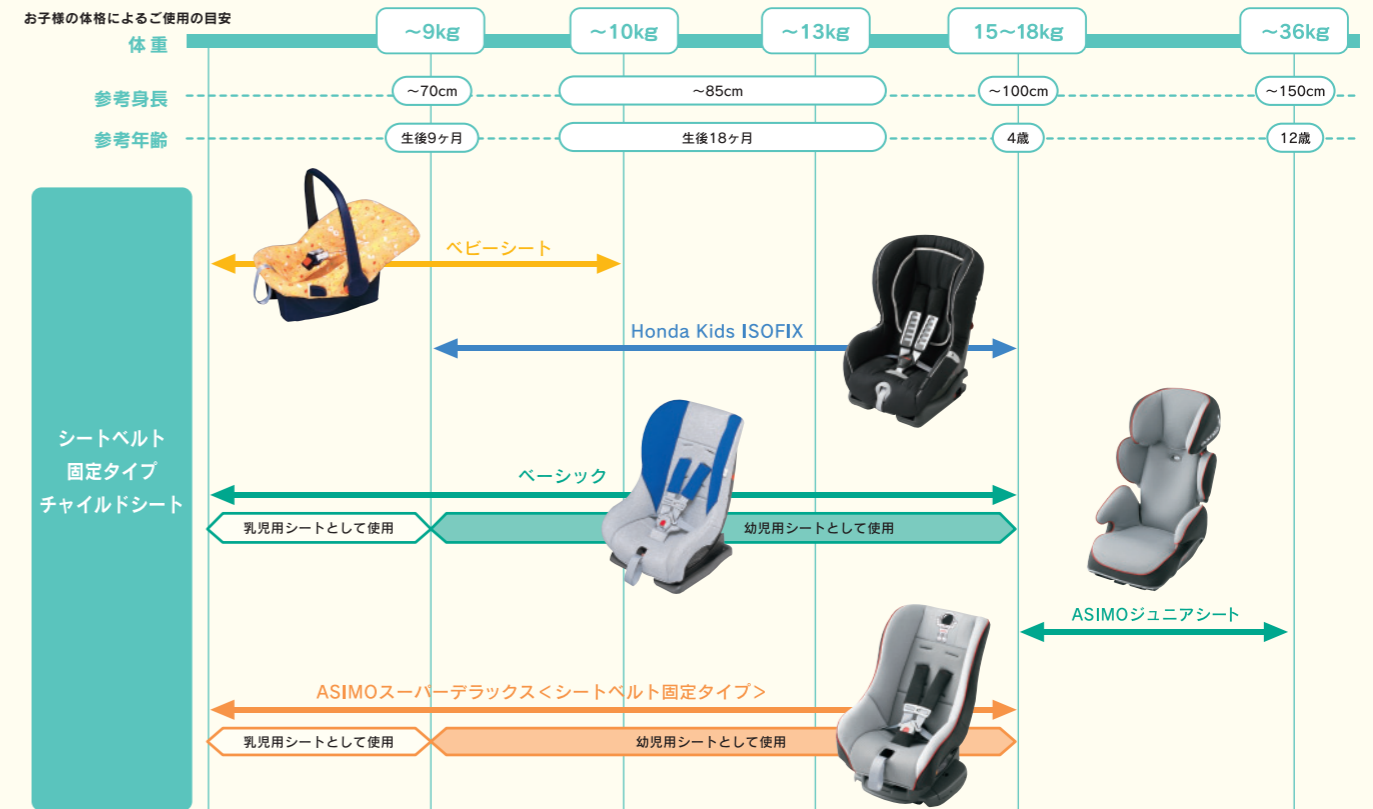 お子様の体格によるご使用の目安
体重
～9kg
～10kg
～13kg
15～18kg
～36kg
参考身長
～70cm
～85cm
～100cm
～150cm
参考年齢
生後9ヶ月
生後18ヶ月
4歳
12歳
ベビーシート
Honda Kids ISOFIX
シートベルト
固定タイプ
チャイルドシート
ベーシック
乳児用シートとして使用
幼児用シートとして使用
ASIMOジュニアシート
ASIMOスーパーデラックス＜シートベルト固定タイプ＞
乳児用シートとして使用
幼児用シートとして使用